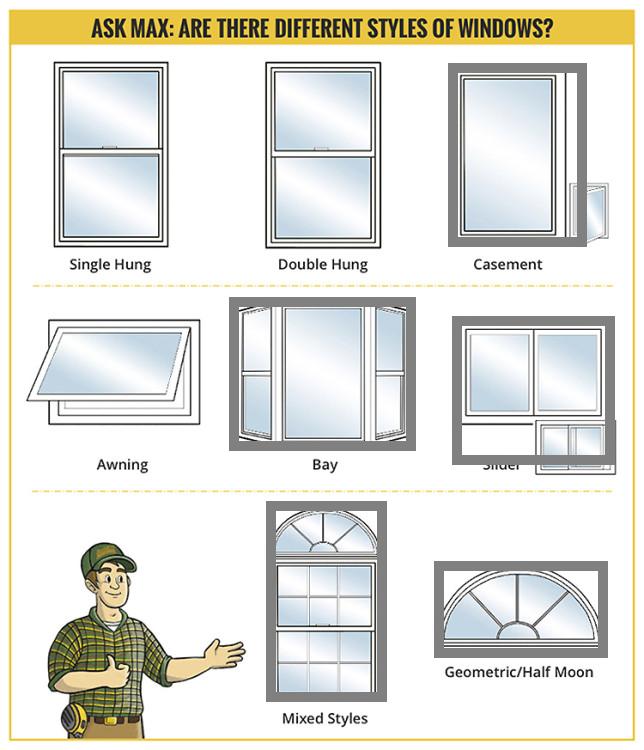 ASK MAX: ARE THERE DIFFERENT STYLES OF WINDOWS?
Single Hung
Double Hung
Casement
Awning
Bay
Slider
Mixed Styles
Geometric/Half Moon